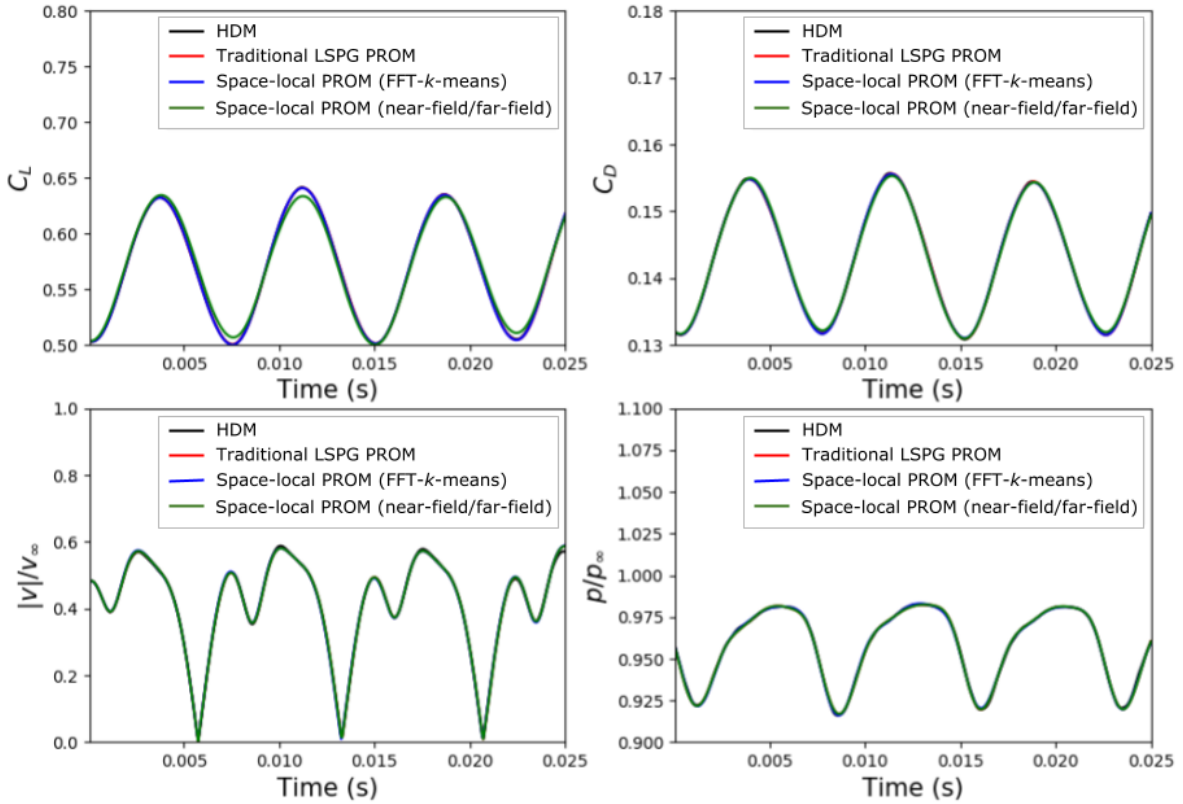 0.80
0.75
0.70
0.65
0.60
0.55
0.50
C_L
HDM
Traditional LSPG PROM
Space-local PROM (FFT-k-means)
Space-local PROM (near-field/far-field)
0.005 0.010 0.015 0.020 0.025
Time (s)
0.18
0.17
0.16
0.15
0.14
0.13
C_D
HDM
Traditional LSPG PROM
Space-local PROM (FFT-k-means)
Space-local PROM (near-field/far-field)
0.005 0.010 0.015 0.020 0.025
Time (s)
1.0
0.8
0.6
0.4
0.2
0.0
|v|/v∞
HDM
Traditional LSPG PROM
Space-local PROM (FFT-k-means)
Space-local PROM (near-field/far-field)
0.005 0.010 0.015 0.020 0.025
Time (s)
1.100
1.075
1.050
1.025
1.000
0.975
0.950
0.925
0.900
p/p∞
HDM
Traditional LSPG PROM
Space-local PROM (FFT-k-means)
Space-local PROM (near-field/far-field)
0.005 0.010 0.015 0.020 0.025
Time (s)